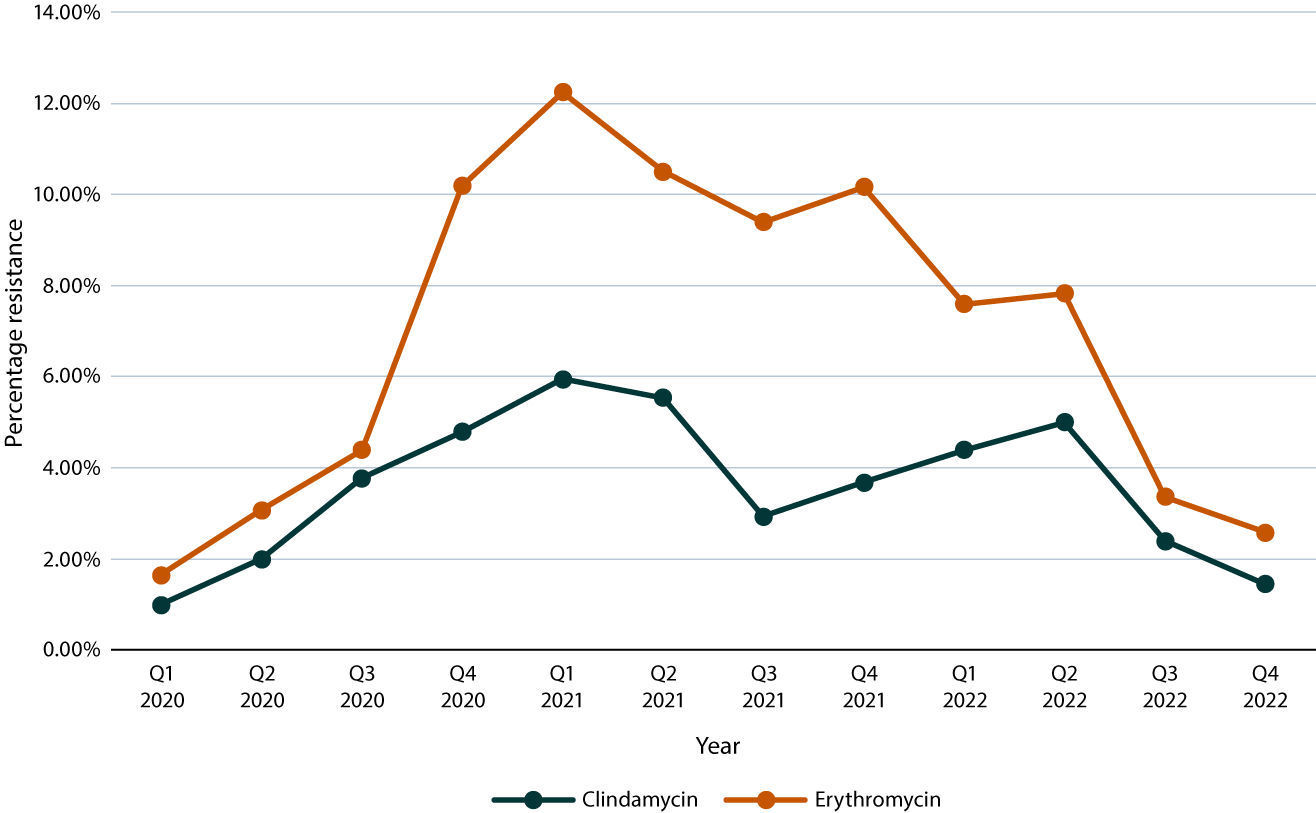 14.00%
12.00%
10.00%
8.00%
6.00%
4.00%
2.00%
0.00%
Percentage resistance
Q1 Q2 Q3 Q4 Q1 Q2 Q3 Q4 Q1 Q2 Q3 Q4
2020 2020 2020 2020 2021 2021 2021 2021 2022 2022 2022 2022
Year
Clindamycin Erythromycin